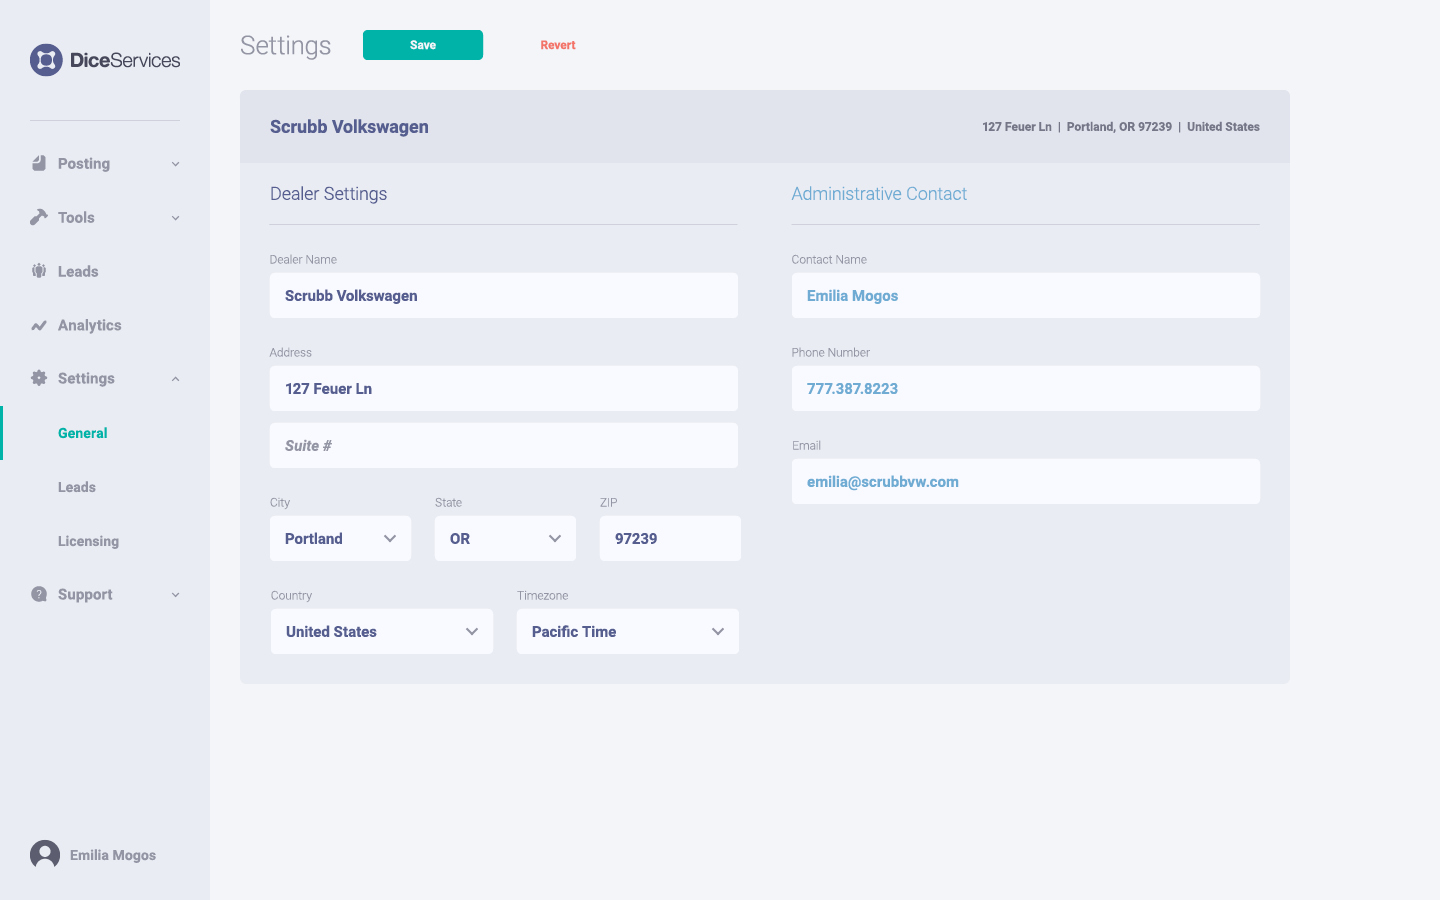 DiceServices
Posting
Tools
Leads
Analytics
Settings
General
Leads
Licensing
Support
Emilia Mogos
Settings
Save
Revert
Scrubb Volkswagen
127 Feuer Ln | Portland, OR 97239 | United States
Dealer Settings
Dealer Name
Scrubb Volkswagen
Address
127 Feuer Ln
Suite #
City
State
ZIP
Portland
OR
97239
Country
Timezone
United States
Pacific Time
Administrative Contact
Contact Name
Emilia Mogos
Phone Number
777.387.8223
Email
emilia@scrubbvw.com